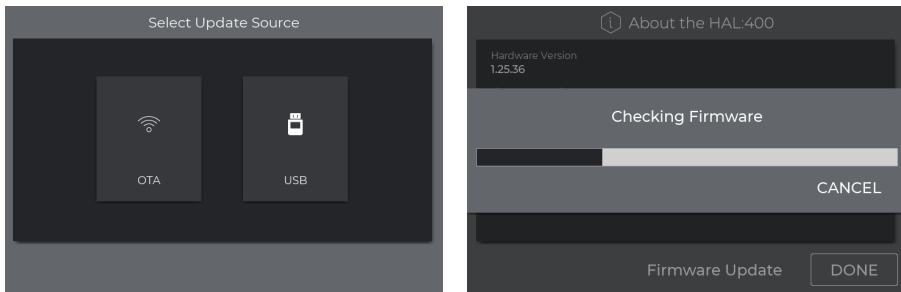 Select Update Source
OTA
USB
About the HAL:400
Hardware Version
1.25.36
Checking Firmware
CANCEL
Firmware Update
DONE